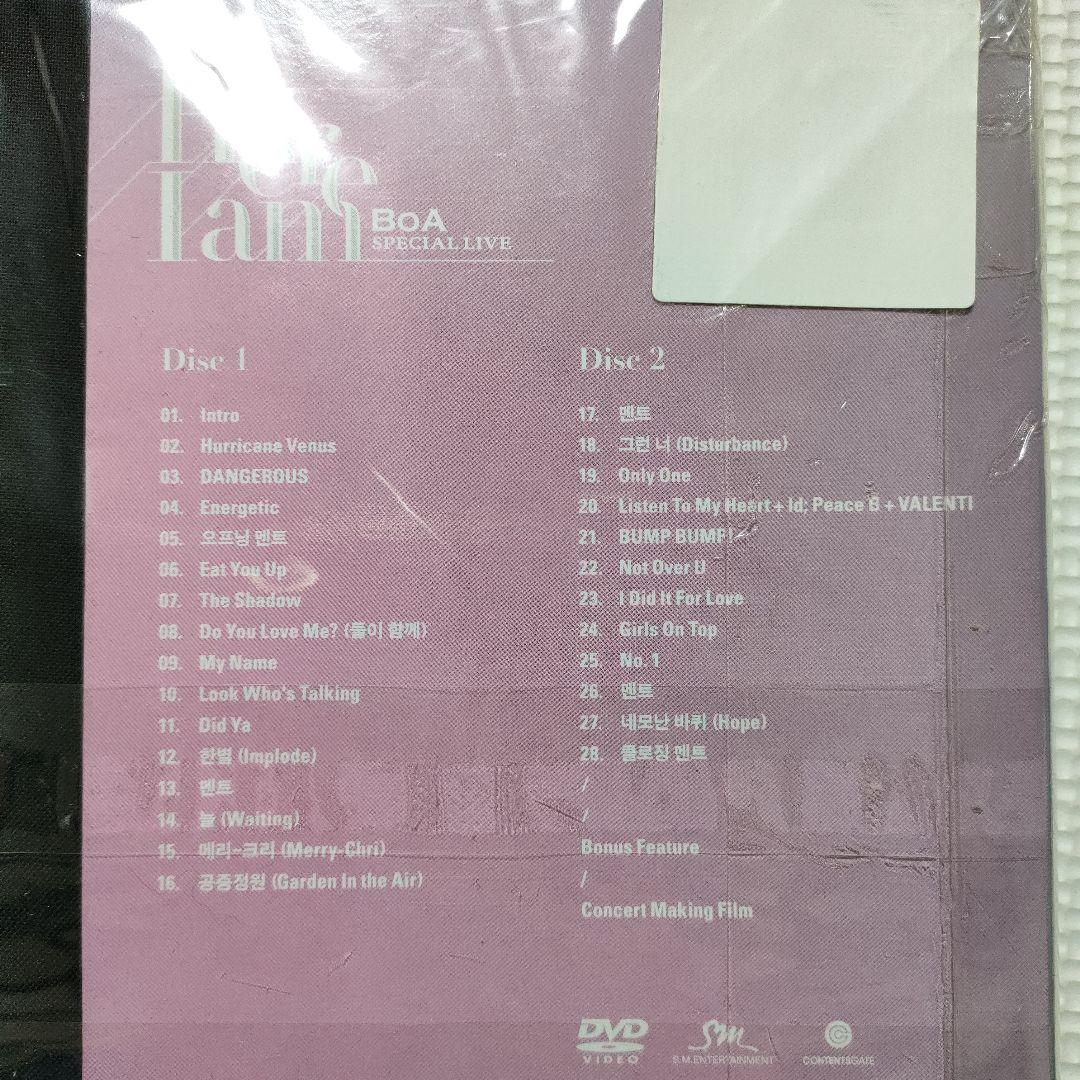 Here
I am BoA
SPECIAL LIVE
Disc 1
01. Intro
02. Hurricane Venus
03. DANGEROUS
04. Energetic
05. 오프닝 멘트
06. Eat You Up
07. The Shadow
08. Do You Love Me? (둘이 함께)
09. My Name
10. Look Who's Talking
11. Did Ya
12. 한별 (Implode)
13. 멘트
14. 늘 (Waiting)
15. 메리-크리 (Merry-Chri)
16. 공중정원 (Garden In the Air)
Disc 2
17. 멘트
18. 그런 너 (Disturbance)
19. Only One
20. Listen To My Heart + Id; Peace B + VALENTI
21. BUMP BUMP!
22. Not Over U
23. I Did It For Love
24. Girls On Top
25. No. 1
26. 멘트
27. 네모난 바퀴 (Hope)
28. 클로징 멘트
/
/
Bonus Feature
/
Concert Making Film
DVD
VIDEO
SM
S.M.ENTERTAINMENT
CONTENTSGATE